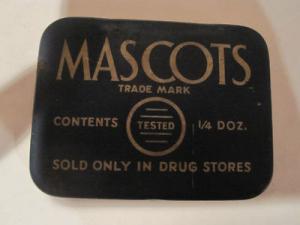 MASCOTS
TRADE MARK
CONTENTS TESTED 1/4 DOZ.
SOLD ONLY IN DRUG STORES